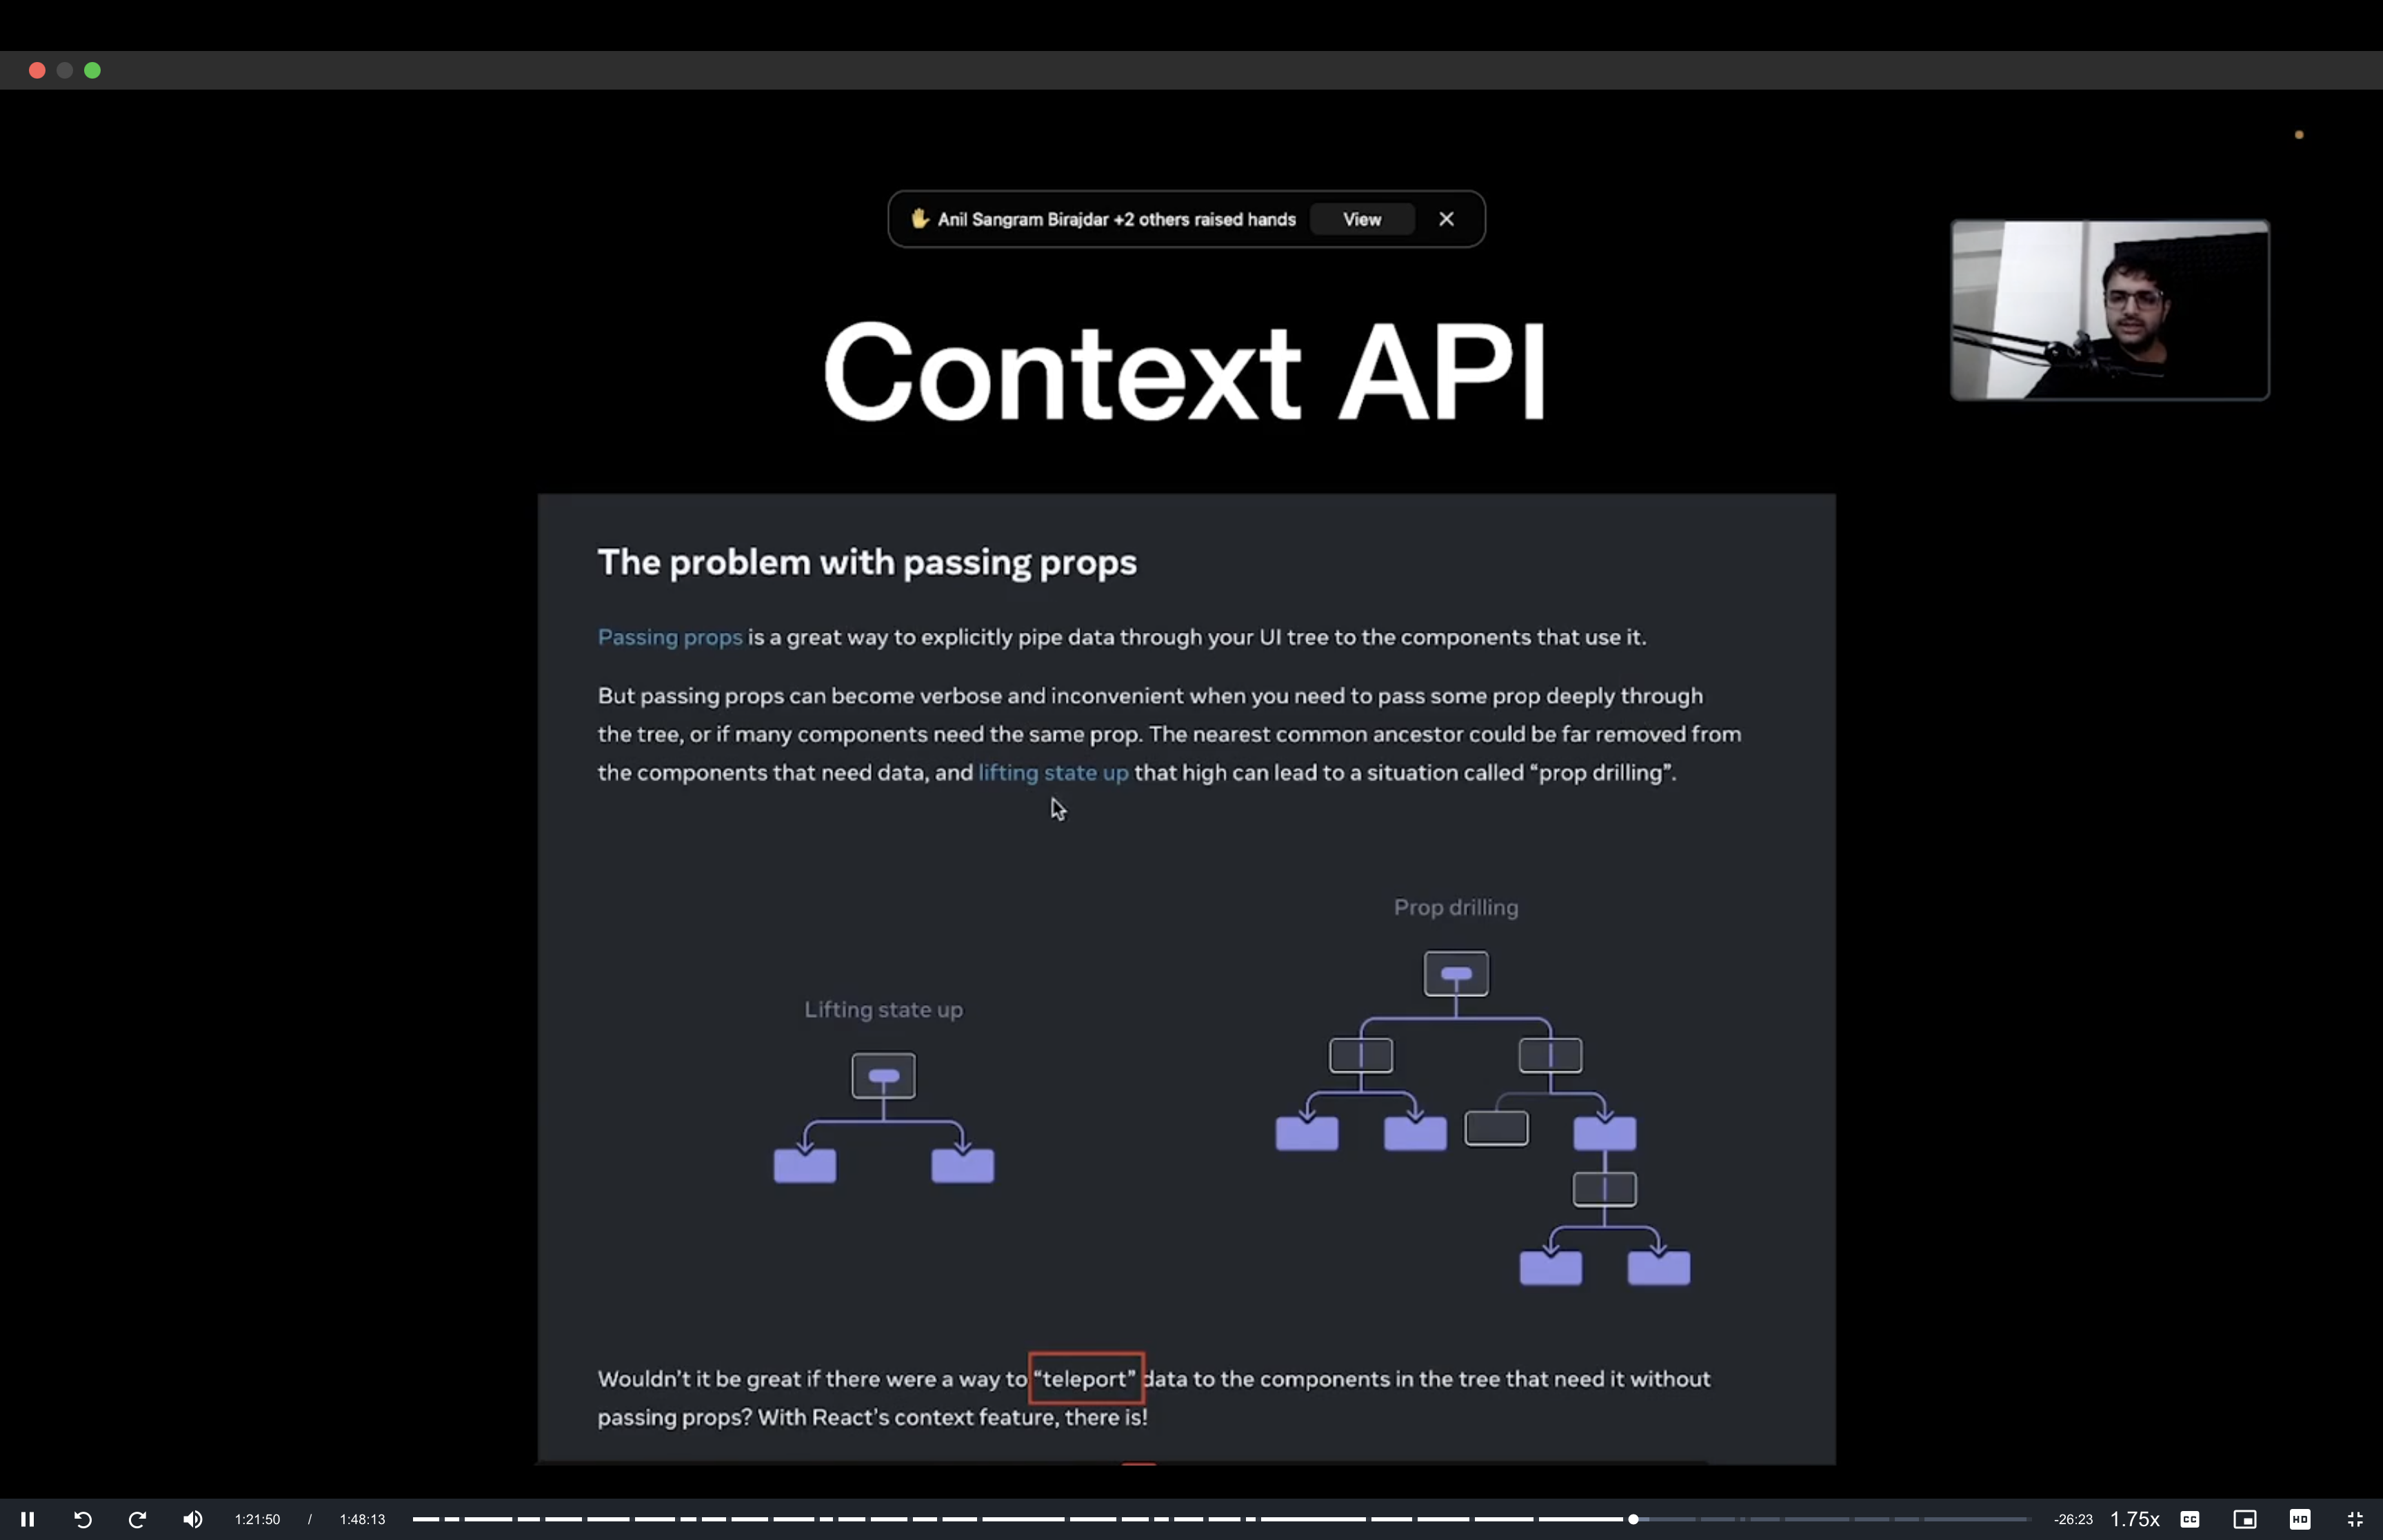 Anil Sangram Birajdar +2 others raised hands View
Context API
The problem with passing props
Passing props is a great way to explicitly pipe data through your UI tree to the components that use it.
But passing props can become verbose and inconvenient when you need to pass some prop deeply through
the tree, or if many components need the same prop. The nearest common ancestor could be far removed from
the components that need data, and lifting state up that high can lead to a situation called “prop drilling”.
Prop drilling
Lifting state up
Wouldn’t it be great if there were a way to “teleport” data to the components in the tree that need it without
passing props? With React’s context feature, there is!
1:21:50 / 1:48:13 -26:23 1.75x CC HD